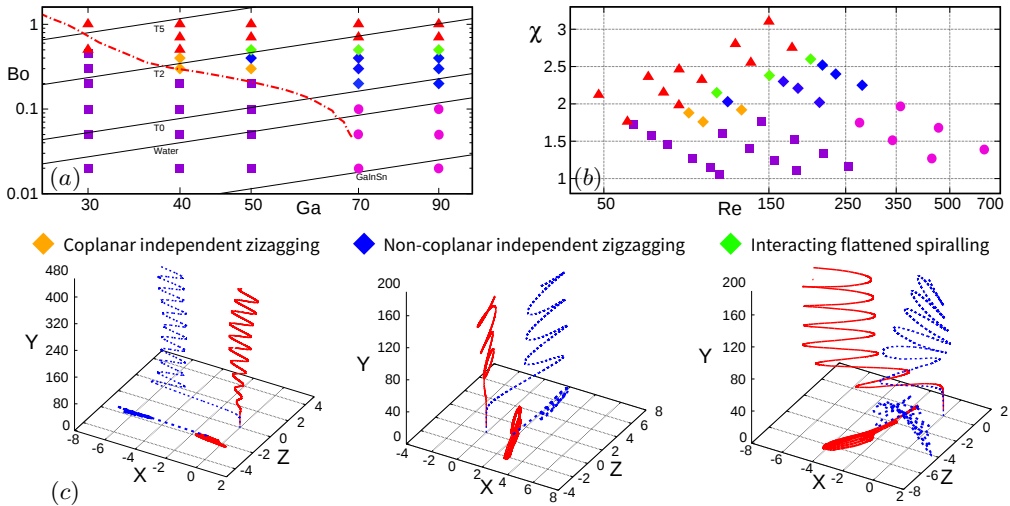 1
0.1
0.01
Bo
T5
T2
T0
Water
GaInSn
(a)
30 40 50 70 90
Ga
χ
3
2.5
2
1.5
1
(b)
50 150 250 350 500 700
Re
Coplanar independent zizagging
Non-coplanar independent zigzagging
Interacting flattened spiralling
480
400
320
240
160
80
0
Y
-8 -6 -4 -2 0 2
X
-4 -2 0 2 4
Z
(c)
200
160
120
80
40
0
Y
-4 -2 0 2 4 6 8
X
-4 -2 0 2 4 6 8
Z
200
160
120
80
40
0
Y
-8 -6 -4 -2 0 2
X
-8 -6 -4 -2 0 2
Z